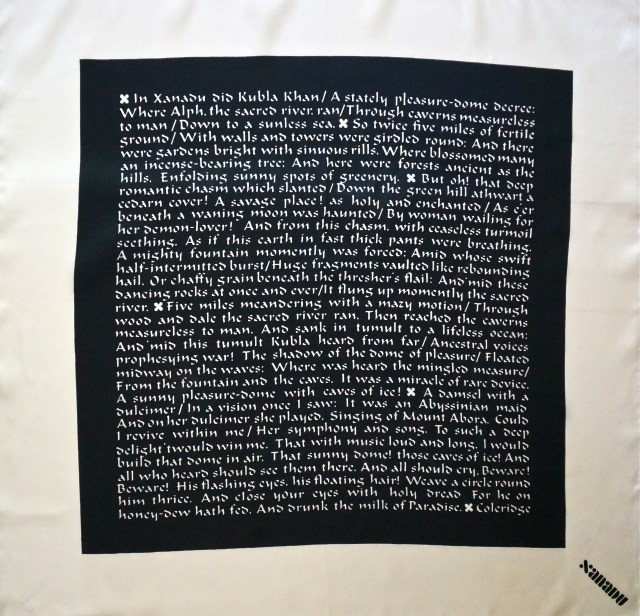 ✖ In Xanadu did Kubla Khan/ A stately pleasure-dome decree:
Where Alph, the sacred river, ran/Through caverns measureless
to man /Down to a sunless sea. ✖ So twice five miles of fertile
ground/ With walls and towers were girdled round: And there
were gardens bright with sinuous rills, Where blossomed many
an incense-bearing tree: And here were forests ancient as the
hills, Enfolding sunny spots of greenery. ✖ But oh! that deep
romantic chasm which slanted/Down the green hill athwart a
cedarn cover! A savage place! as holy and enchanted / As e'er
beneath a waning moon was haunted/ By woman wailing for
her demon-lover! And from this chasm, with ceaseless turmoil
seething, As if this earth in fast thick pants were breathing,
A mighty fountain momently was forced: Amid whose swift
half-intermitted burst/Huge fragments vaulted like rebounding
hail, Or chaffy grain beneath the thresher's flail: And 'mid these
dancing rocks at once and ever/It flung up momently the sacred
river. ✖ Five miles meandering with a mazy motion/ Through
wood and dale the sacred river ran, Then reached the caverns
measureless to man, And sank in tumult to a lifeless ocean:
And 'mid this tumult Kubla heard from far/ Ancestral voices
prophesying war! The shadow of the dome of pleasure/ Floated
midway on the waves: Where was heard the mingled measure/
From the fountain and the caves. It was a miracle of rare device,
A sunny pleasure-dome with caves of ice! ✖ A damsel with a
dulcimer/ In a vision once I saw: It was an Abyssinian maid
And on her dulcimer she played, Singing of Mount Abora. Could
I revive within me/ Her symphony and song, To such a deep
delight 'twould win me, That with music loud and long, I would
build that dome in air, That sunny dome! those caves of ice! And
all who heard should see them there, And all should cry, Beware!
Beware! His flashing eyes, his floating hair! Weave a circle round
him thrice, And close your eyes with holy dread For he on
honey-dew hath fed, And drunk the milk of Paradise. ✖ Coleridge
xanadu